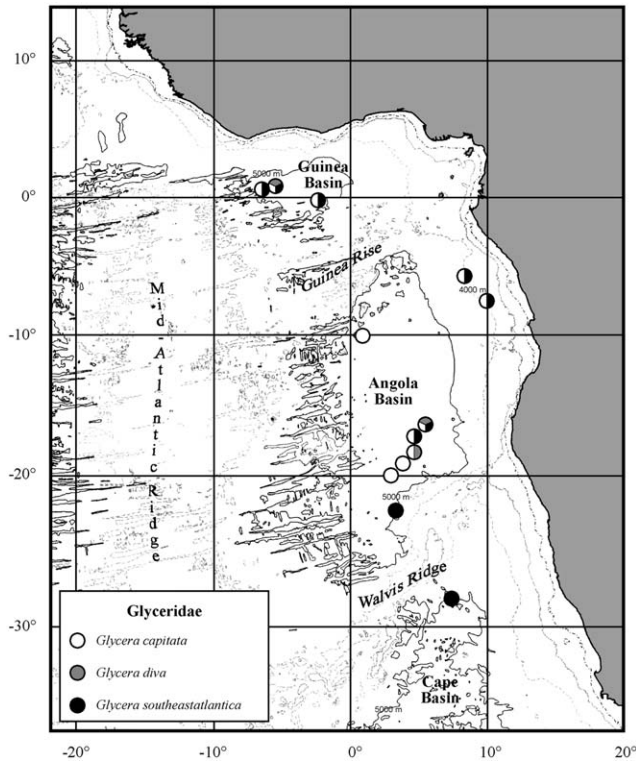 10°
5000 m
Guinea
Basin
0°
Guinea Rise
4000 m
Mid-Atlantic Ridge
-10°
Angola
Basin
-20°
5000 m
Walvis Ridge
Glyceridae
Glycera capitata
Glycera diva
Glycera southeastatlantica
-30°
Cape
Basin
5000 m
-20°
-10°
0°
10°
20°